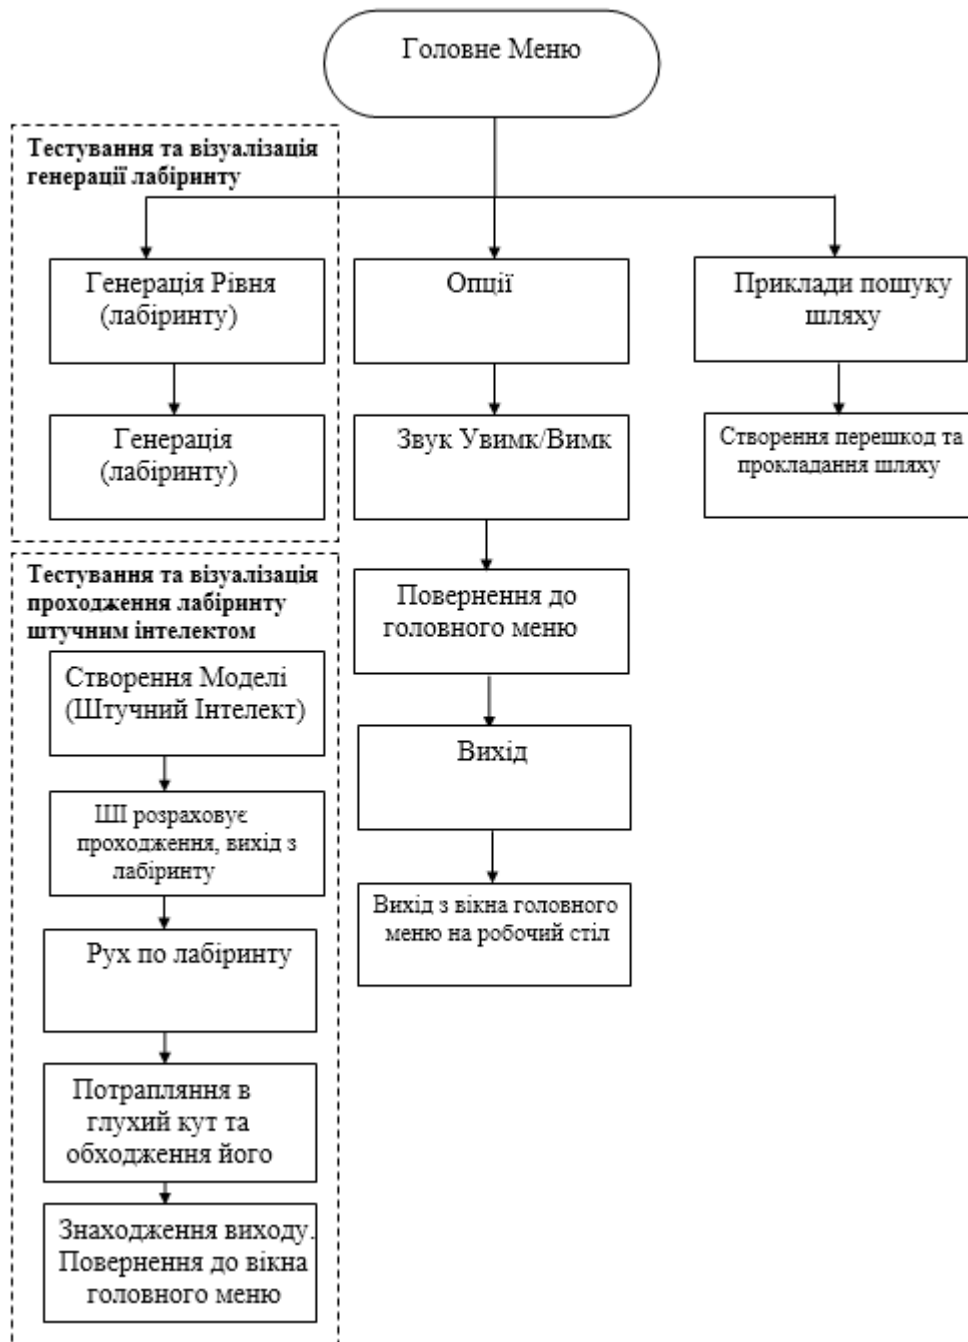 Головне Меню
Тестування та візуалізація
генерації лабіринту
Генерація Рівня
(лабіринту)
Опції
Приклади пошуку
шляху
Генерація
(лабіринту)
Звук Увимк/Вимк
Створення перешкод та
прокладання шляху
Тестування та візуалізація
проходження лабіринту
штучним інтелектом
Повернення до
головного меню
Створення Моделі
(Штучний Інтелект)
Вихід
ШІ розраховує
проходження, вихід з
лабіринту
Вихід з вікна головного
меню на робочий стіл
Рух по лабіринту
Потрапляння в
глухий кут та
обходження його
Знаходження виходу.
Повернення до вікна
головного меню